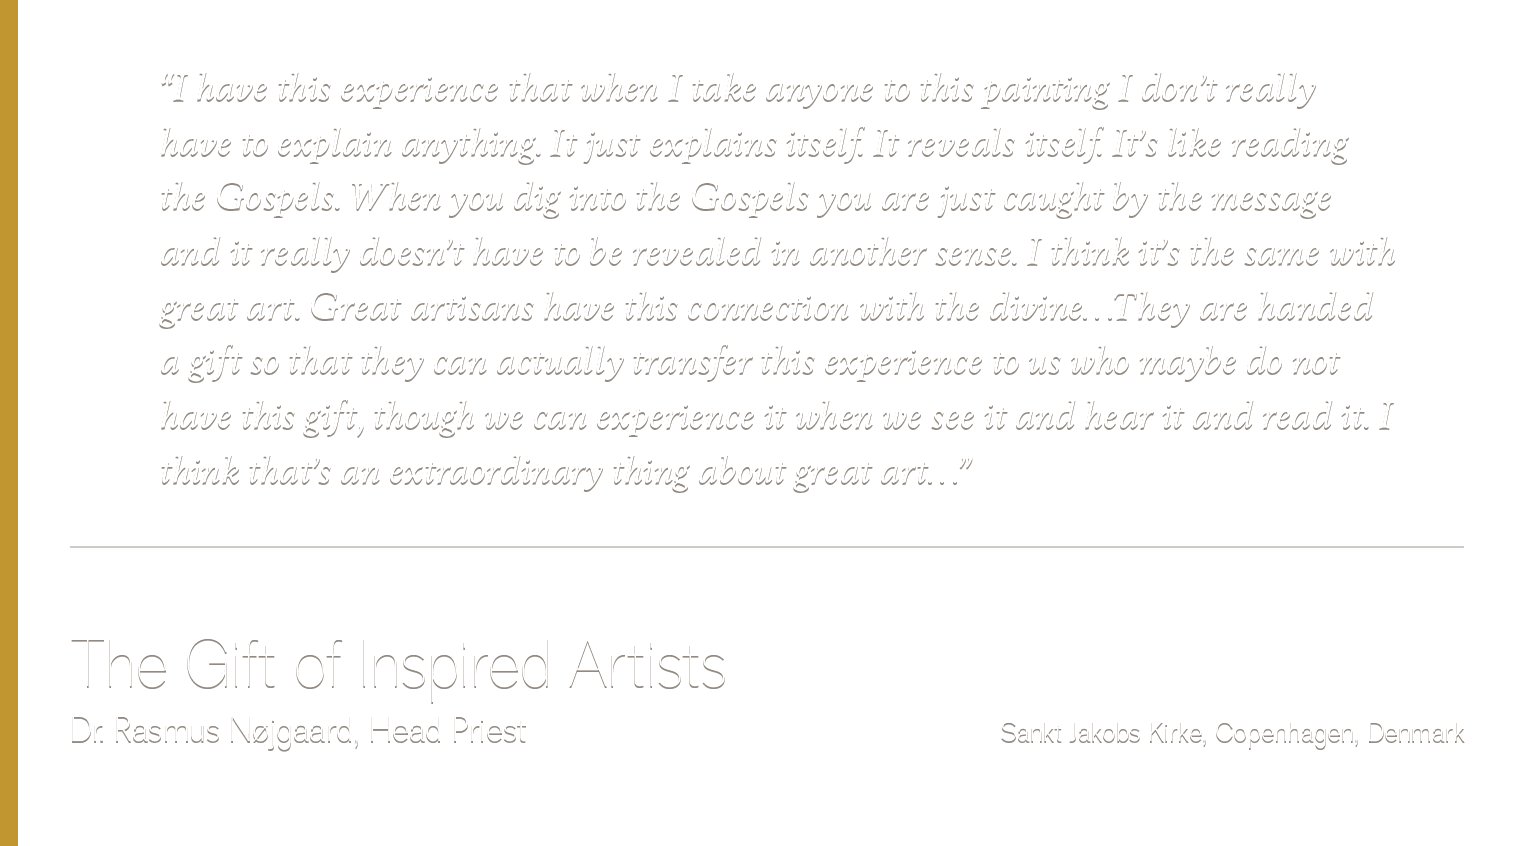 “I have this experience that when I take anyone to this painting I don’t really
have to explain anything. It just explains itself. It reveals itself. It’s like reading
the Gospels. When you dig into the Gospels you are just caught by the message
and it really doesn’t have to be revealed in another sense. I think it’s the same with
great art. Great artisans have this connection with the divine…They are handed
a gift so that they can actually transfer this experience to us who maybe do not
have this gift, though we can experience it when we see it and hear it and read it. I
think that’s an extraordinary thing about great art…”
The Gift of Inspired Artists
Dr. Rasmus Nøjgaard, Head Priest
Sankt Jakobs Kirke, Copenhagen, Denmark